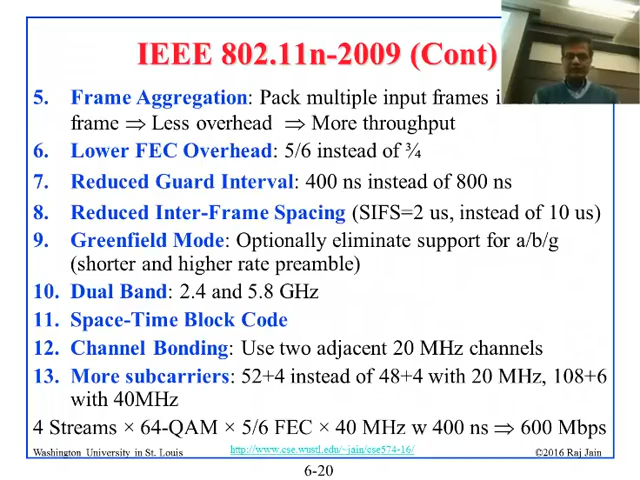 IEEE 802.11n-2009 (Cont)
5. Frame Aggregation: Pack multiple input frames i
frame ⇒ Less overhead ⇒ More throughput
6. Lower FEC Overhead: 5/6 instead of ¾
7. Reduced Guard Interval: 400 ns instead of 800 ns
8. Reduced Inter-Frame Spacing (SIFS=2 us, instead of 10 us)
9. Greenfield Mode: Optionally eliminate support for a/b/g
(shorter and higher rate preamble)
10. Dual Band: 2.4 and 5.8 GHz
11. Space-Time Block Code
12. Channel Bonding: Use two adjacent 20 MHz channels
13. More subcarriers: 52+4 instead of 48+4 with 20 MHz, 108+6
with 40MHz
4 Streams × 64-QAM × 5/6 FEC × 40 MHz w 400 ns ⇒ 600 Mbps
Washington University in St. Louis http://www.cse.wustl.edu/~jain/cse574-16/ ©2016 Raj Jain
6-20